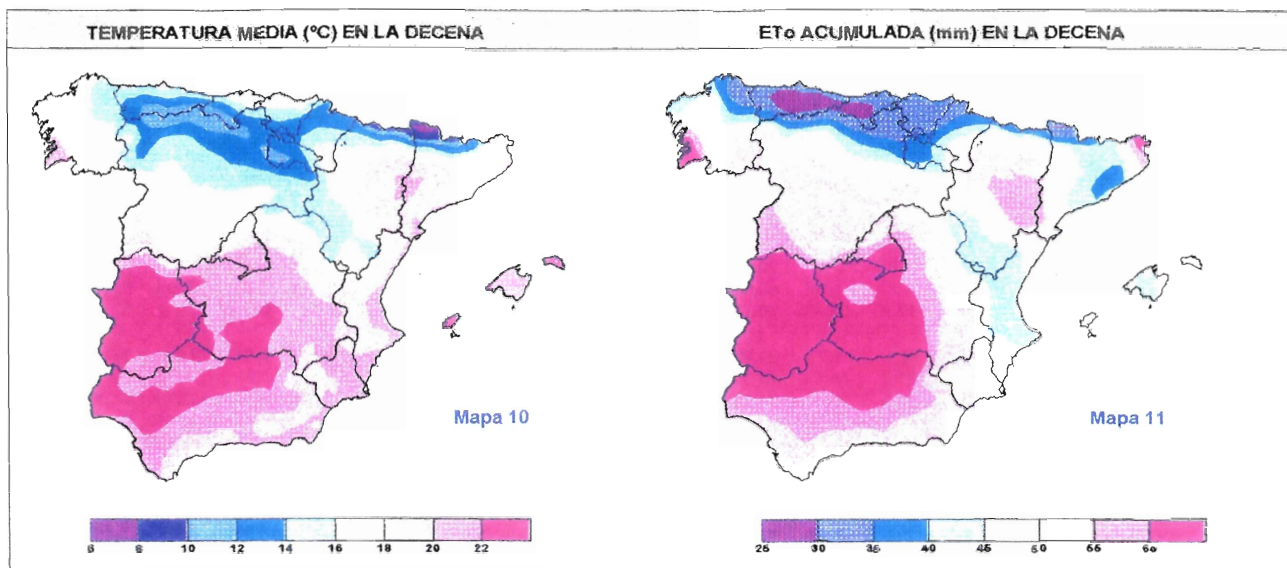 TEMPERATURA MEDIA (ºC) EN LA DECENA
ETo ACUMULADA (mm) EN LA DECENA
Mapa 10
Mapa 11
6 8 10 12 14 16 18 20 22
25 30 35 40 45 50 55 60